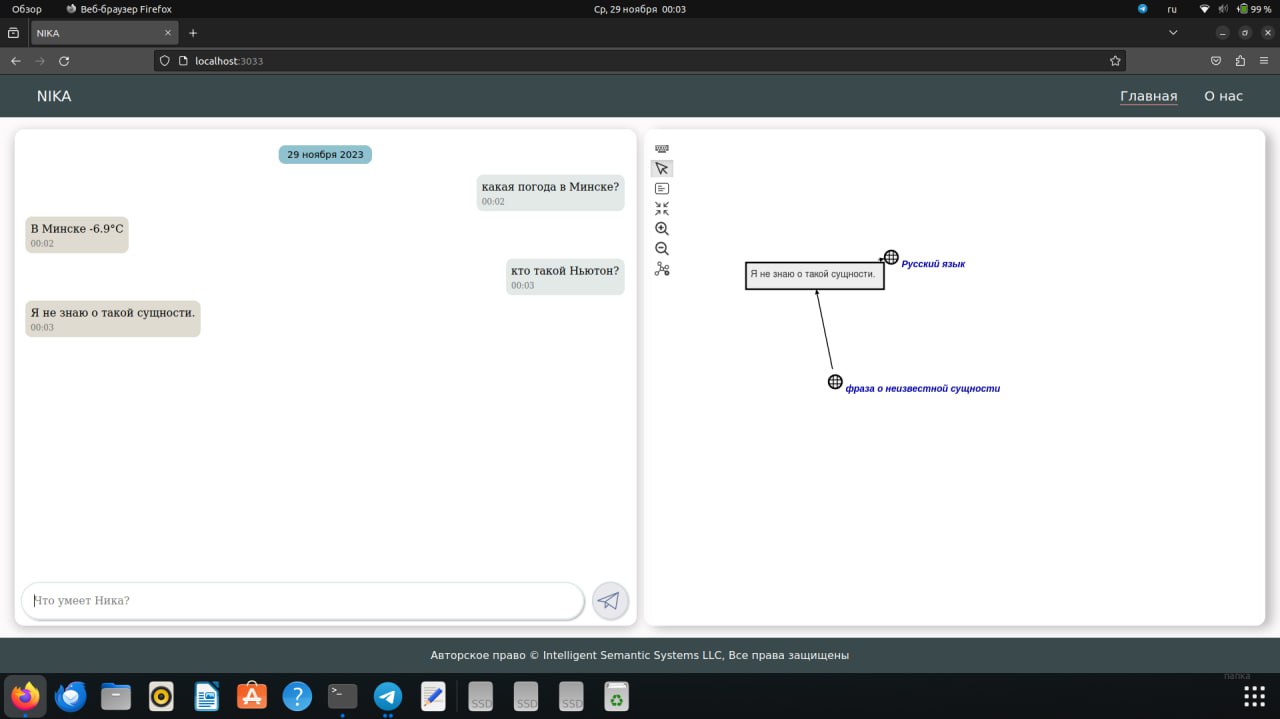 Обзор
Веб-браузер Firefox
Ср, 29 ноября 00:03
ru
99 %
NIKA
localhost:3033
NIKA
Главная
О нас
29 ноября 2023
какая погода в Минске?
00:02
В Минске -6.9°C
00:02
кто такой Ньютон?
00:03
Я не знаю о такой сущности.
00:03
Что умеет Ника?
Русский язык
Я не знаю о такой сущности.
фраза о неизвестной сущности
Авторское право © Intelligent Semantic Systems LLC, Все права защищены
папка
SSD
SSD
SSD